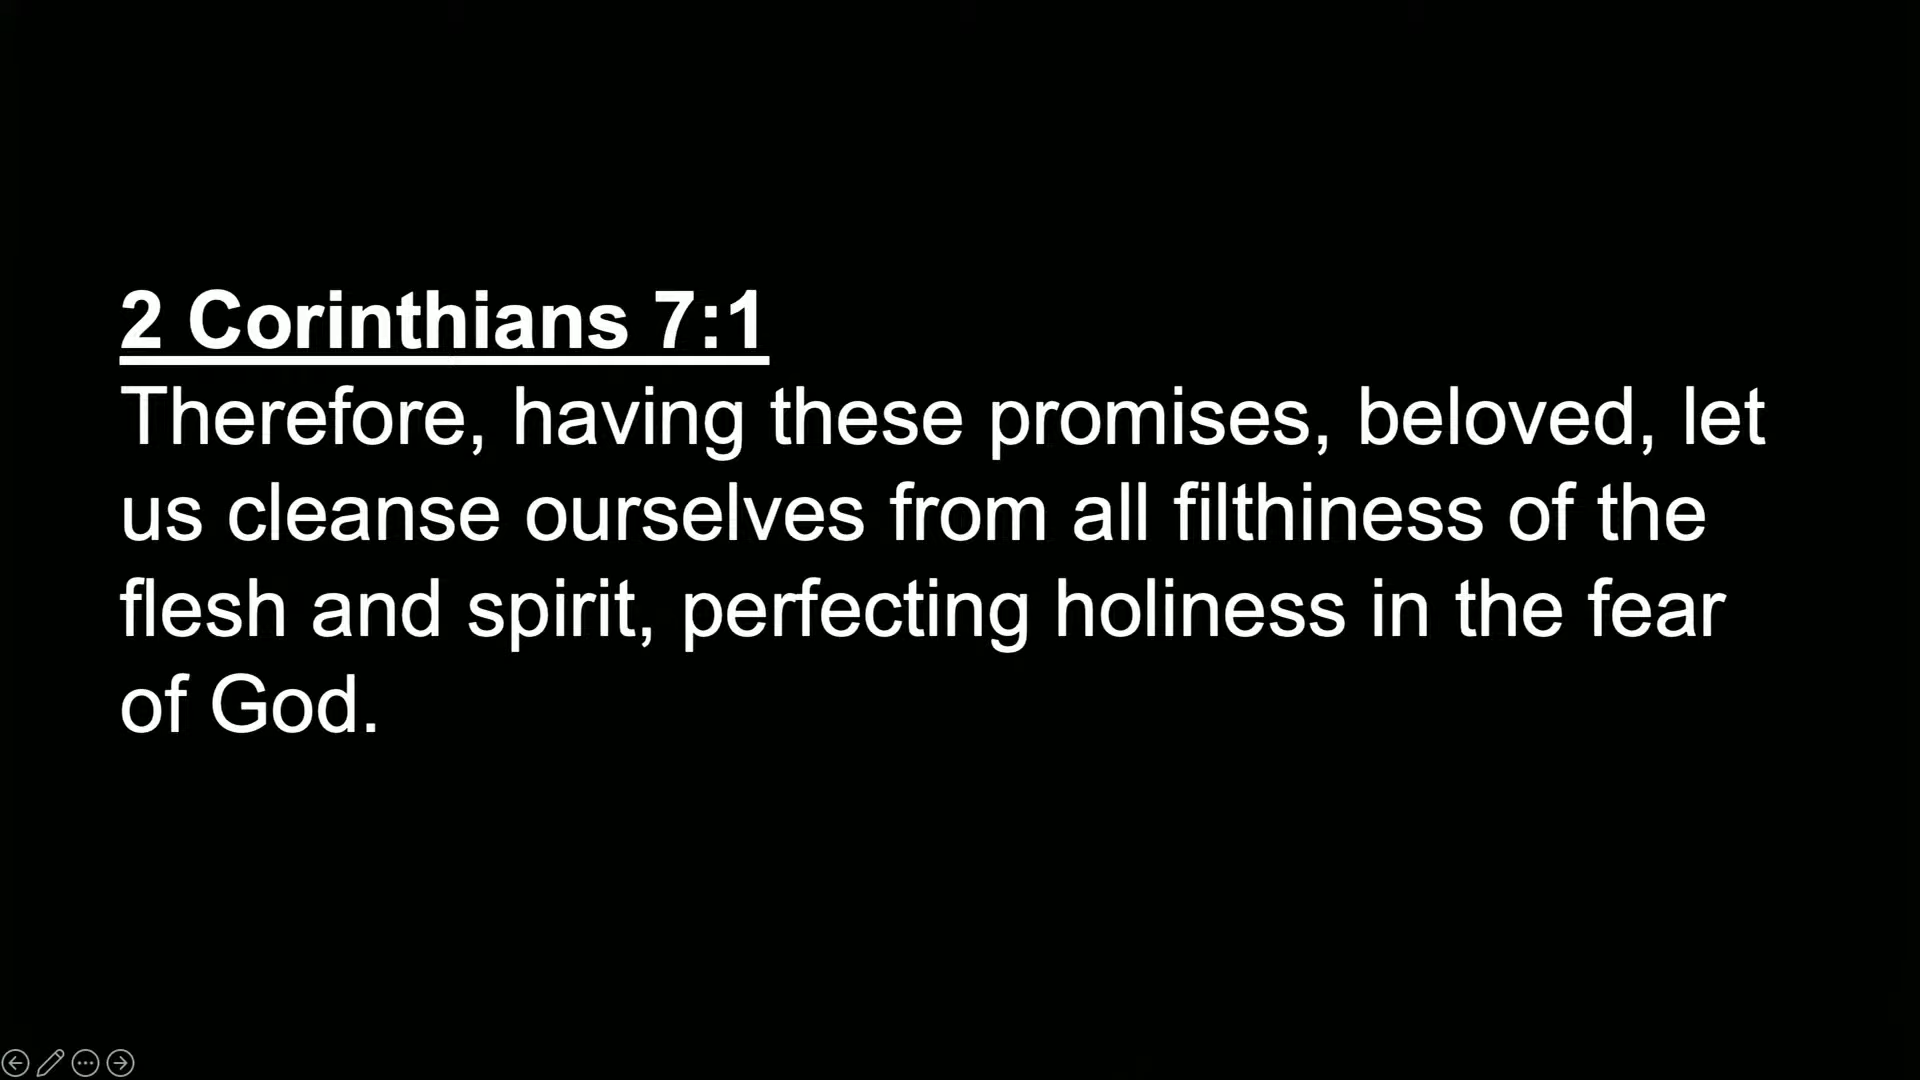 2 Corinthians 7:1
Therefore, having these promises, beloved, let
us cleanse ourselves from all filthiness of the
flesh and spirit, perfecting holiness in the fear
of God.